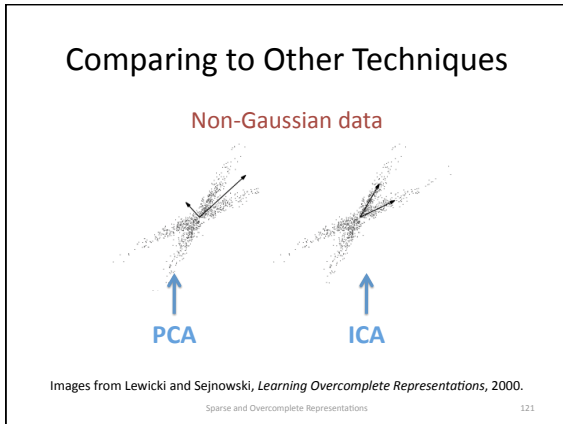 Comparing to Other Techniques
Non-Gaussian data
PCA
ICA
Images from Lewicki and Sejnowski, Learning Overcomplete Representations, 2000.
Sparse and Overcomplete Representations
121